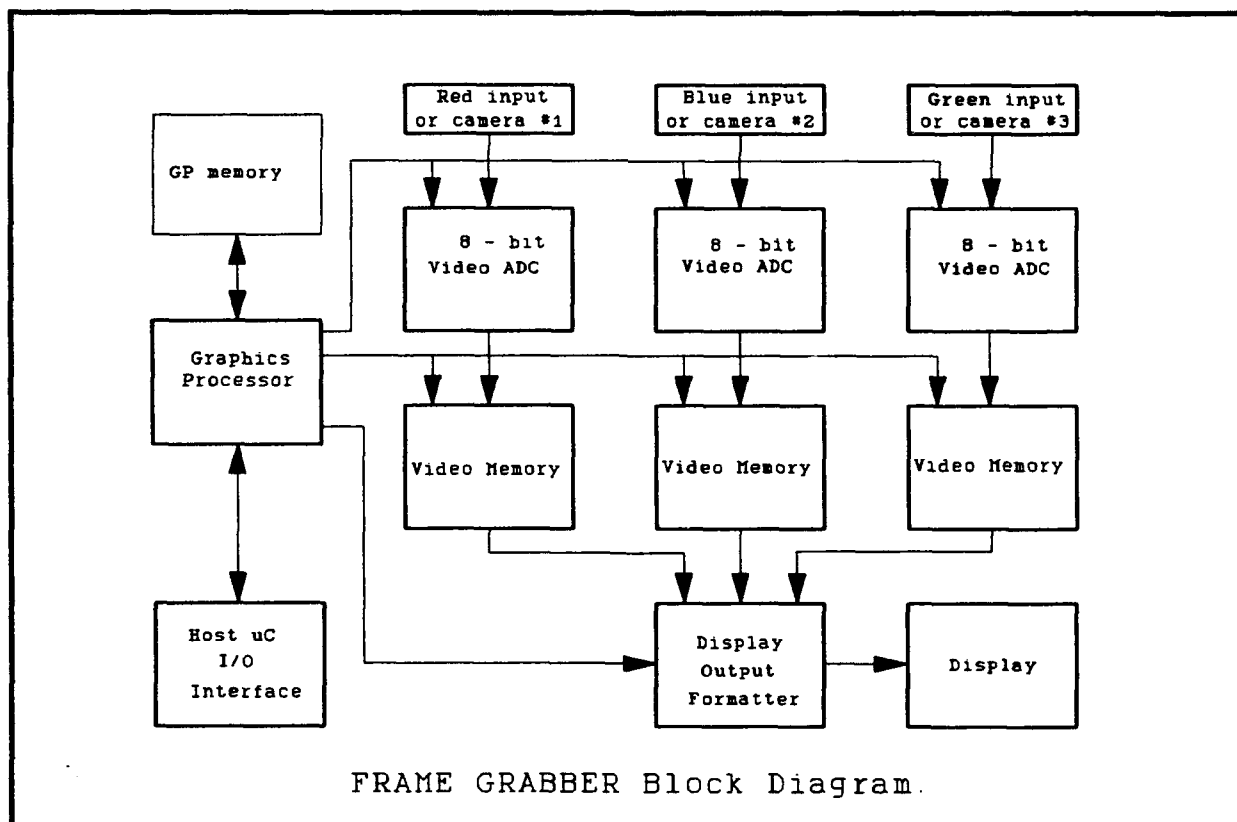 Red input
or camera #1
Blue input
or camera #2
Green input
or camera #3
GP memory
8 - bit
Video ADC
8 - bit
Video ADC
8 - bit
Video ADC
Graphics
Processor
Video Memory
Video Memory
Video Memory
Host uC
I/O
Interface
Display
Output
Formatter
Display
FRAME GRABBER Block Diagram.